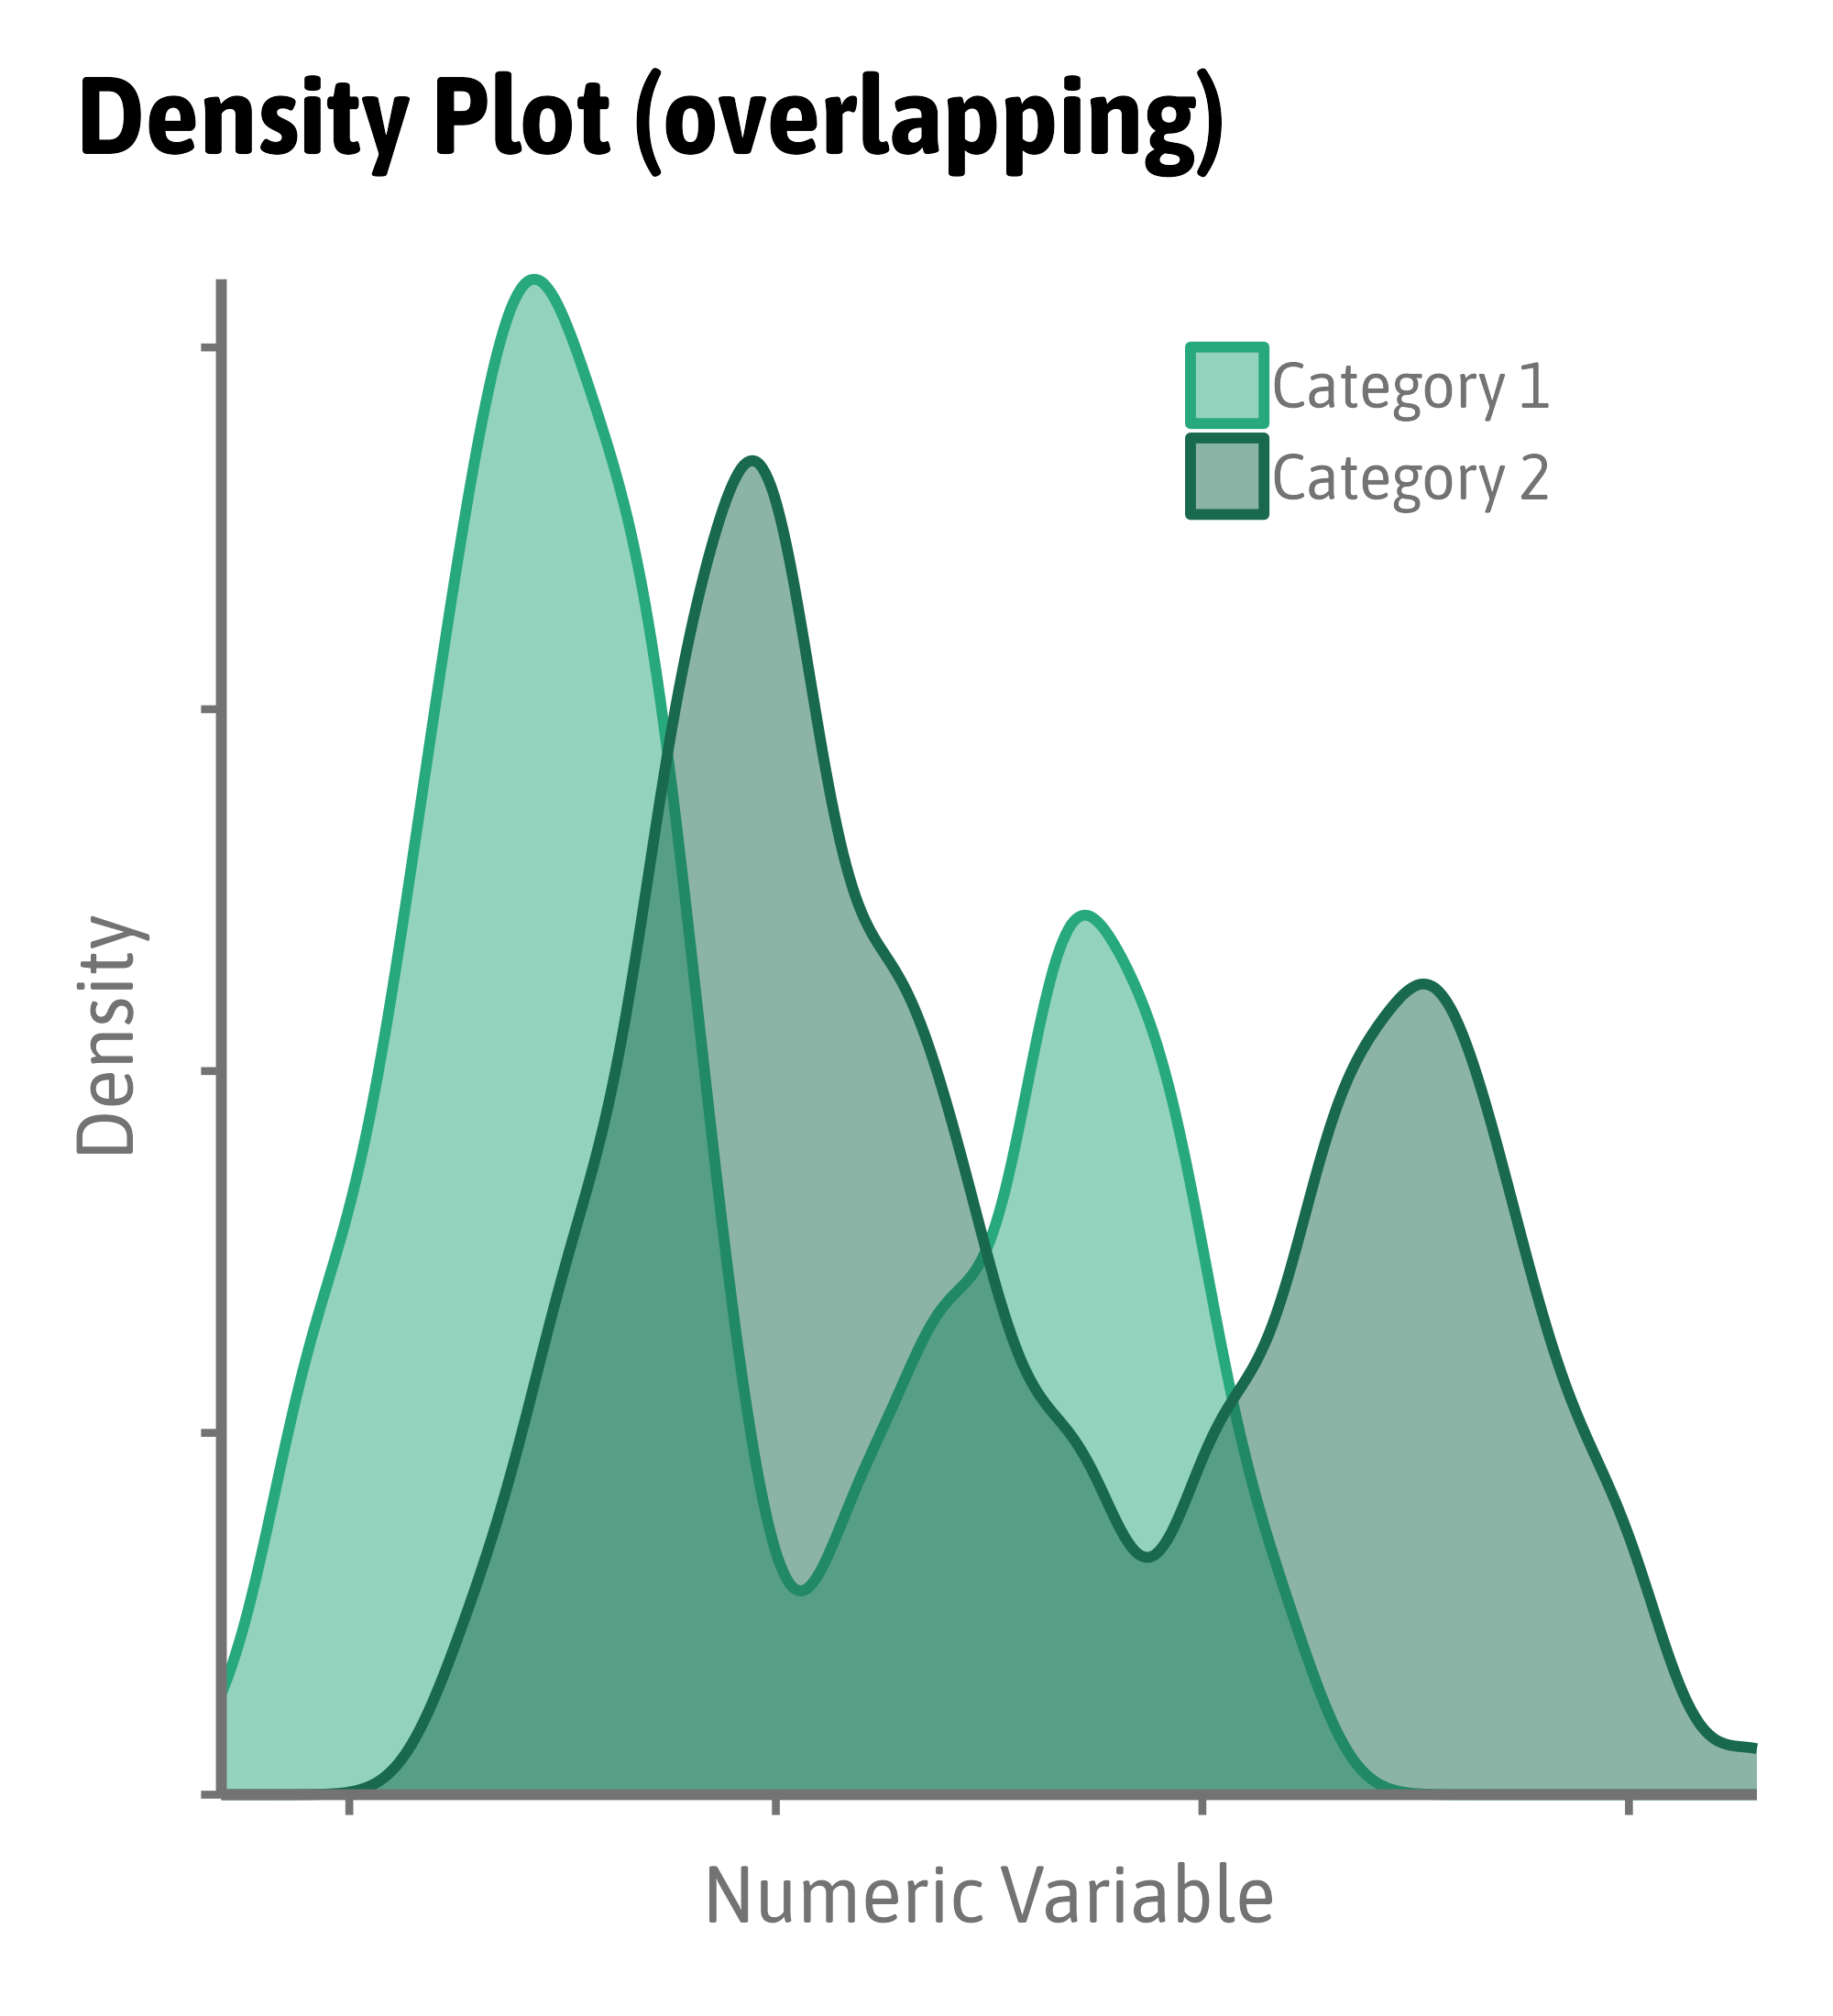 Density Plot (overlapping)
Category 1
Category 2
Density
Numeric Variable